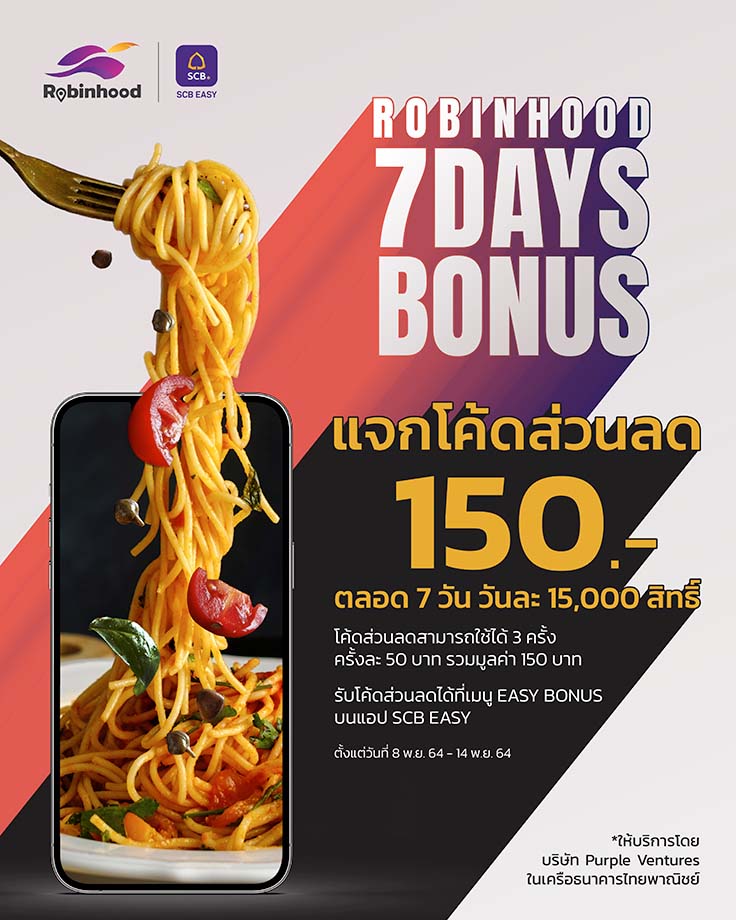 Robinhood
SCB
SCB EASY
ROBINHOOD
7DAYS
BONUS
แจกโค้ดส่วนลด
150.-
ตลอด 7 วัน วันละ 15,000 สิทธิ์
โค้ดส่วนลดสามารถใช้ได้ 3 ครั้ง
ครั้งละ 50 บาท รวมมูลค่า 150 บาท
รับโค้ดส่วนลดได้ที่เมนู EASY BONUS
บนแอป SCB EASY
ตั้งแต่วันที่ 8 พ.ย. 64 - 14 พ.ย. 64
*ให้บริการโดย
บริษัท Purple Ventures
ในเครือธนาคารไทยพาณิชย์